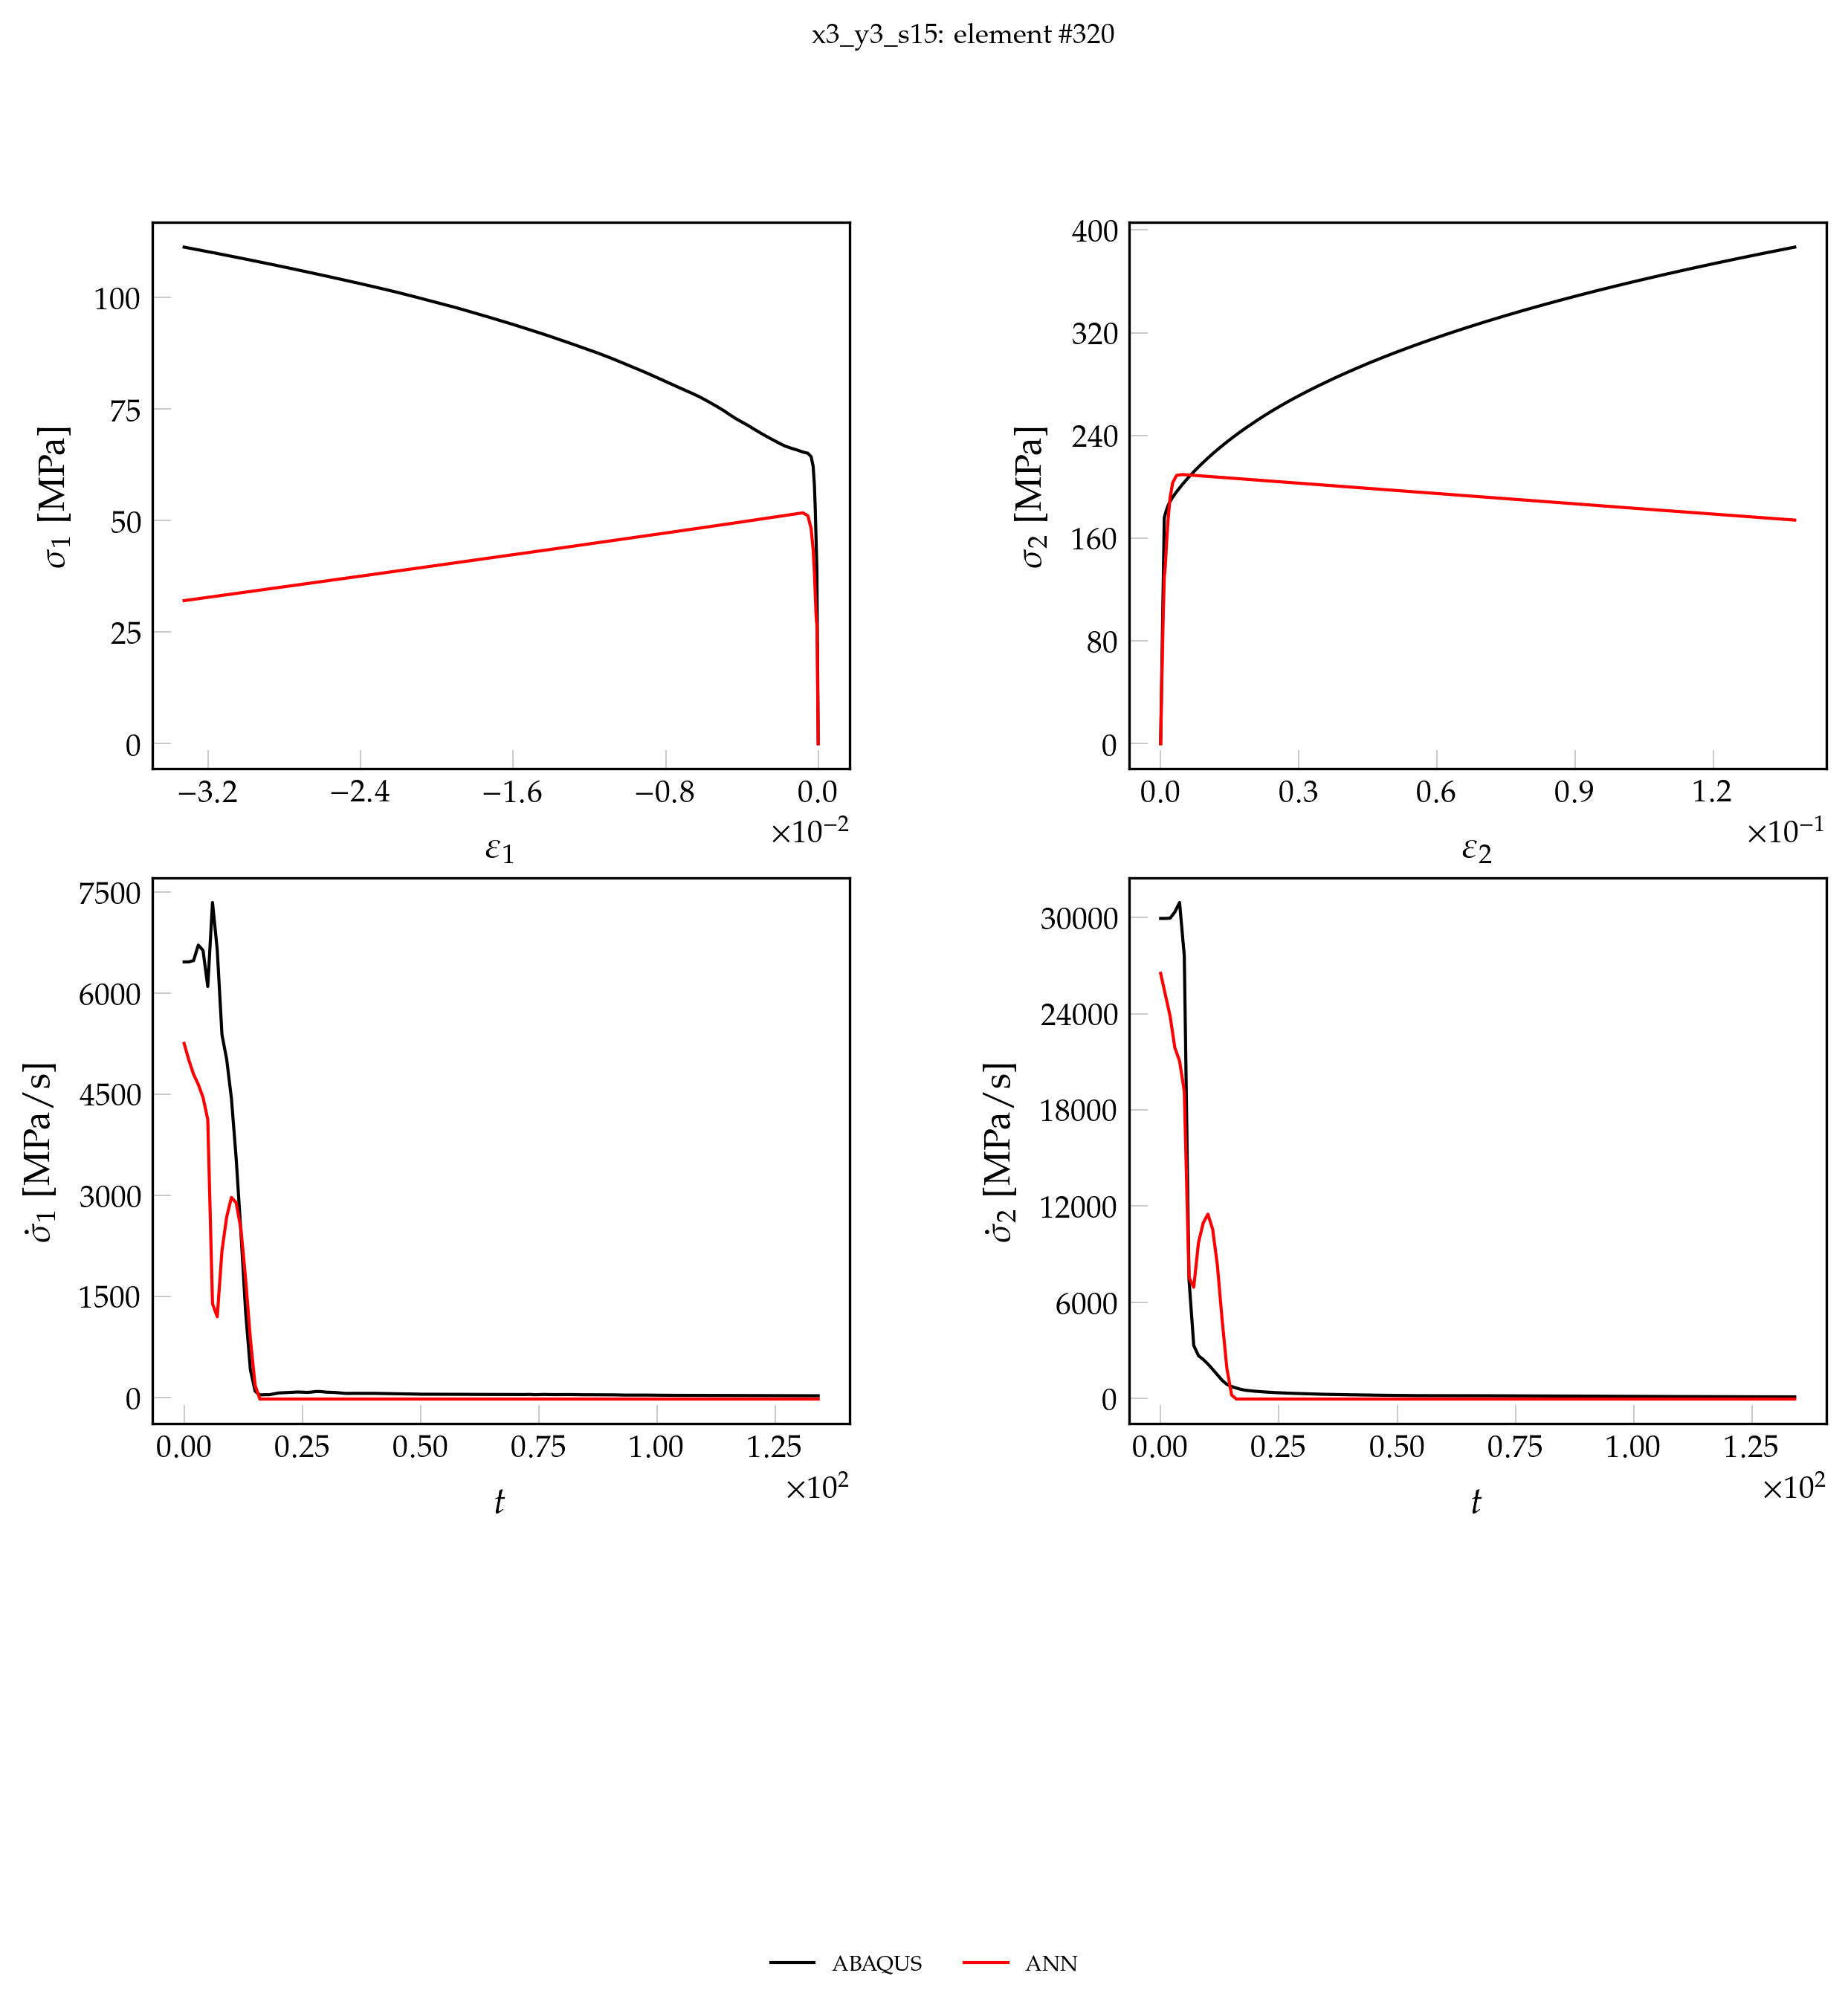 x3_y3_s15: element #320
σ₁ [MPa]
100
75
50
25
0
−3.2 −2.4 −1.6 −0.8 0.0
×10⁻²
ε₁
σ₂ [MPa]
400
320
240
160
80
0
0.0 0.3 0.6 0.9 1.2
×10⁻¹
ε₂
σ̇₁ [MPa/s]
7500
6000
4500
3000
1500
0
0.00 0.25 0.50 0.75 1.00 1.25
×10²
t
σ̇₂ [MPa/s]
30000
24000
18000
12000
6000
0
0.00 0.25 0.50 0.75 1.00 1.25
×10²
t
ABAQUS ANN